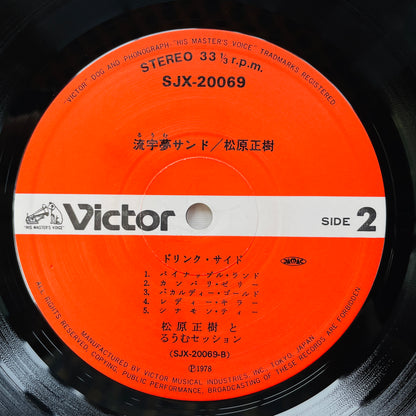 "VICTOR" DOG AND PHONOGRAPH · "HIS MASTER'S VOICE" TRADEMARKS REGISTERED.
STEREO 33 1/3 r.p.m.
SJX-20069
るうむ
流宇夢サンド/松原正樹
"HIS MASTER'S VOICE"
Victor
SIDE 2
ドリンク・サイド
1. パイナップル・ランド
2. カンパリ・ゼリー
3. バカルディー・ゴールド
4. レディー・キラー
5. シナモン・ティー
松原正樹と
るうむセッション
(SJX-20069-B)
Ⓟ1978
MANUFACTURED BY VICTOR MUSICAL INDUSTRIES, INC. TOKYO, JAPAN
ALL RIGHTS RESERVED. COPYING, PUBLIC PERFORMANCE, BROADCASTING OF THESE RECORDS ARE FORBIDDEN.